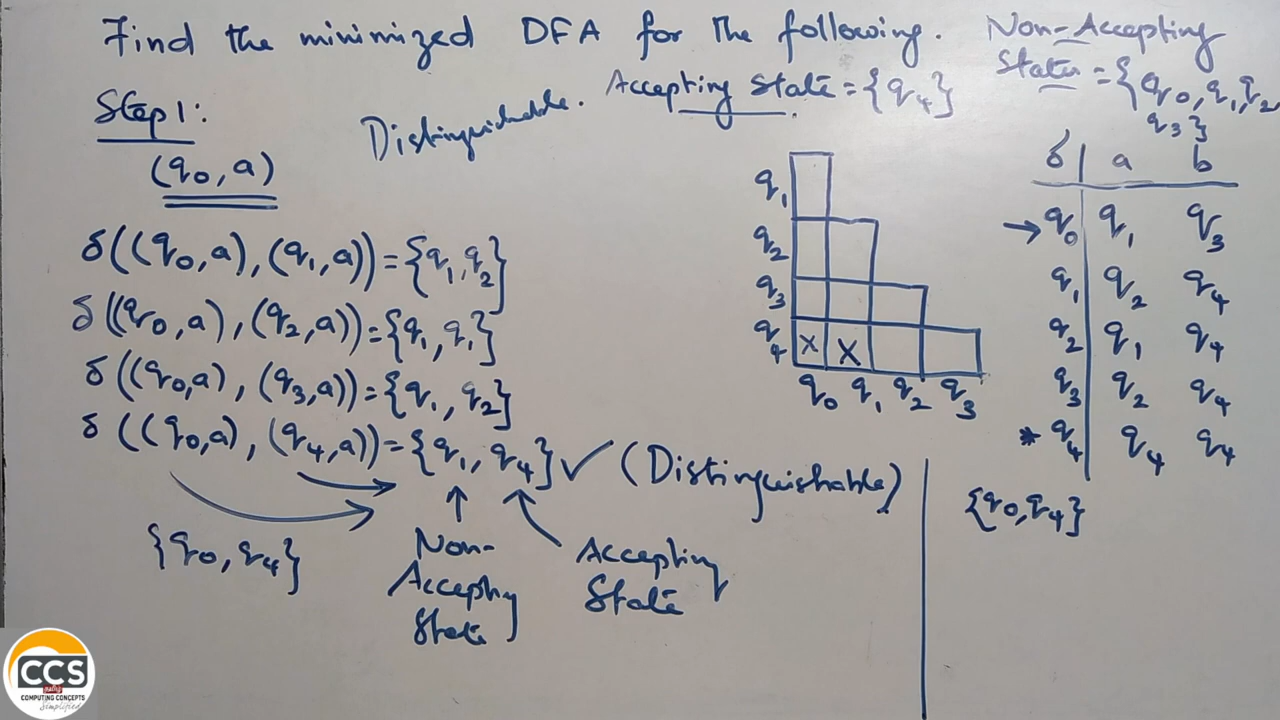 Find the minimized DFA for the following.
Non-Accepting
States = {q0, q1, q2
q3}
Accepting State = {q4}.
Step 1:
Distinguishable.
(q0, a)
δ((q0, a), (q1, a)) = {q1, q2}
δ((q0, a), (q2, a)) = {q1, q1}
δ((q0, a), (q3, a)) = {q1, q2}
δ((q0, a), (q4, a)) = {q1, q4} ✓ (Distinguishable)
{q0, q4}
Non-
Accepting
State
Accepting
State
q1
q2
q3
q4 X X
q0 q1 q2 q3
δ a b
→ q0 q1 q3
q1 q2 q4
q2 q1 q4
q3 q2 q4
* q4 q4 q4
{q0, q4}
CCS
COMPUTING CONCEPTS
Simplified